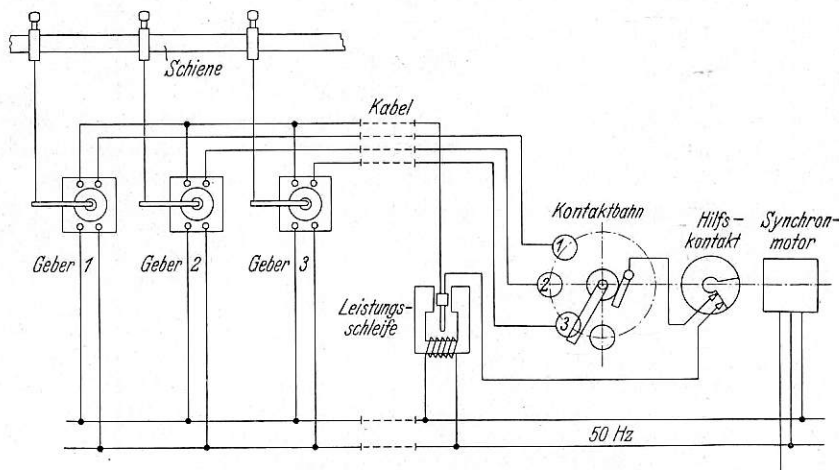 Schiene
Kabel
Geber 1
Geber 2
Geber 3
Leistungs-
schleife
Kontaktbahn
1
2
3
Hilfs-
kontakt
Synchron-
motor
50 Hz